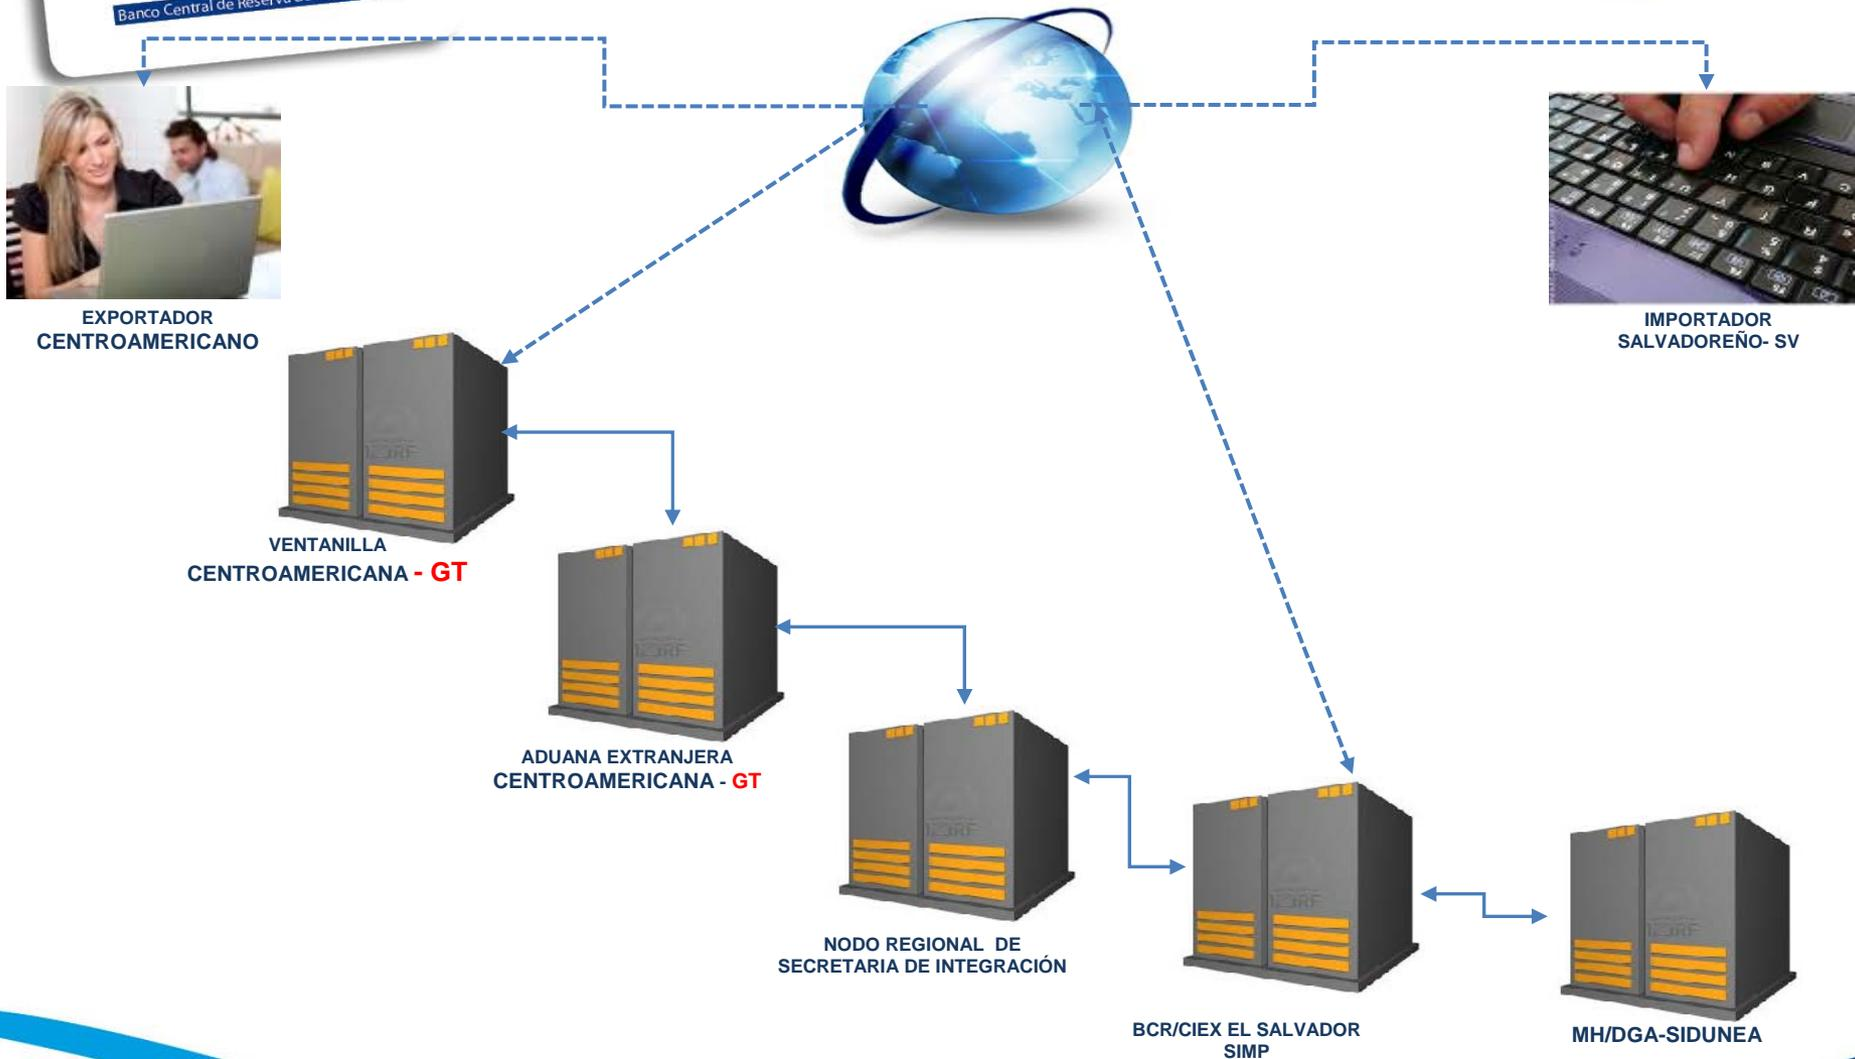 Banco Central de Reserva
EXPORTADOR
CENTROAMERICANO
IMPORTADOR
SALVADOREÑO- SV
VENTANILLA
CENTROAMERICANA - GT
ADUANA EXTRANJERA
CENTROAMERICANA - GT
NODO REGIONAL DE
SECRETARIA DE INTEGRACIÓN
BCR/CIEX EL SALVADOR
SIMP
MH/DGA-SIDUNEA